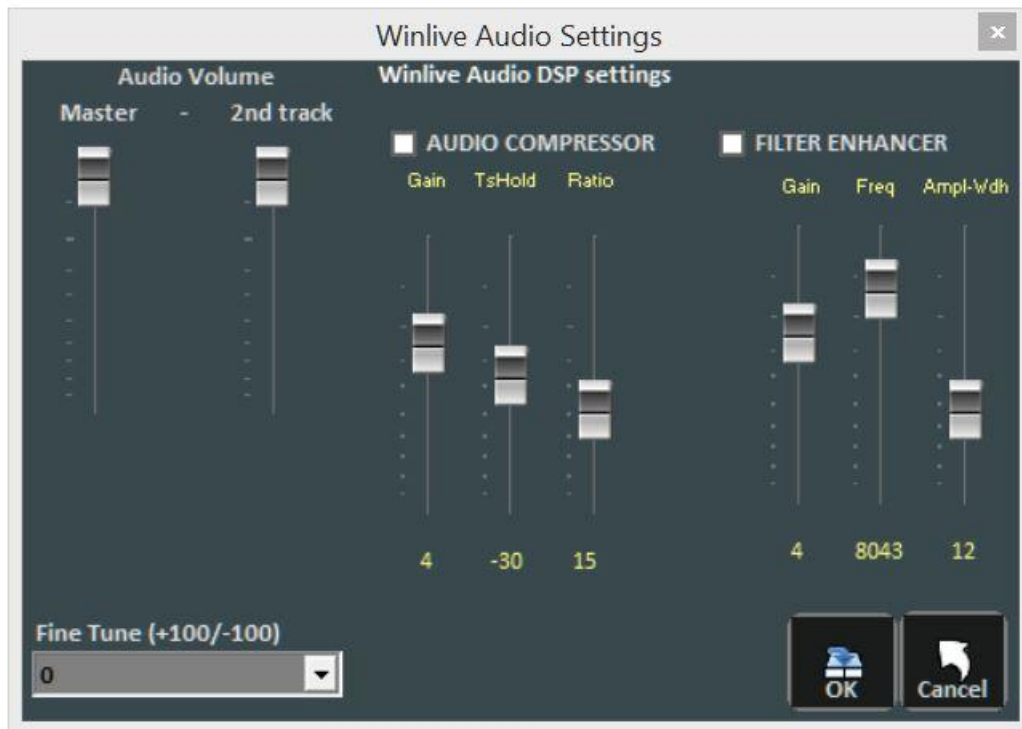 Winlive Audio Settings
x
Audio Volume
Master - 2nd track
Winlive Audio DSP settings
AUDIO COMPRESSOR
Gain TsHold Ratio
4 -30 15
FILTER ENHANCER
Gain Freq Ampl-Wdh
4 8043 12
Fine Tune (+100/-100)
0
OK
Cancel